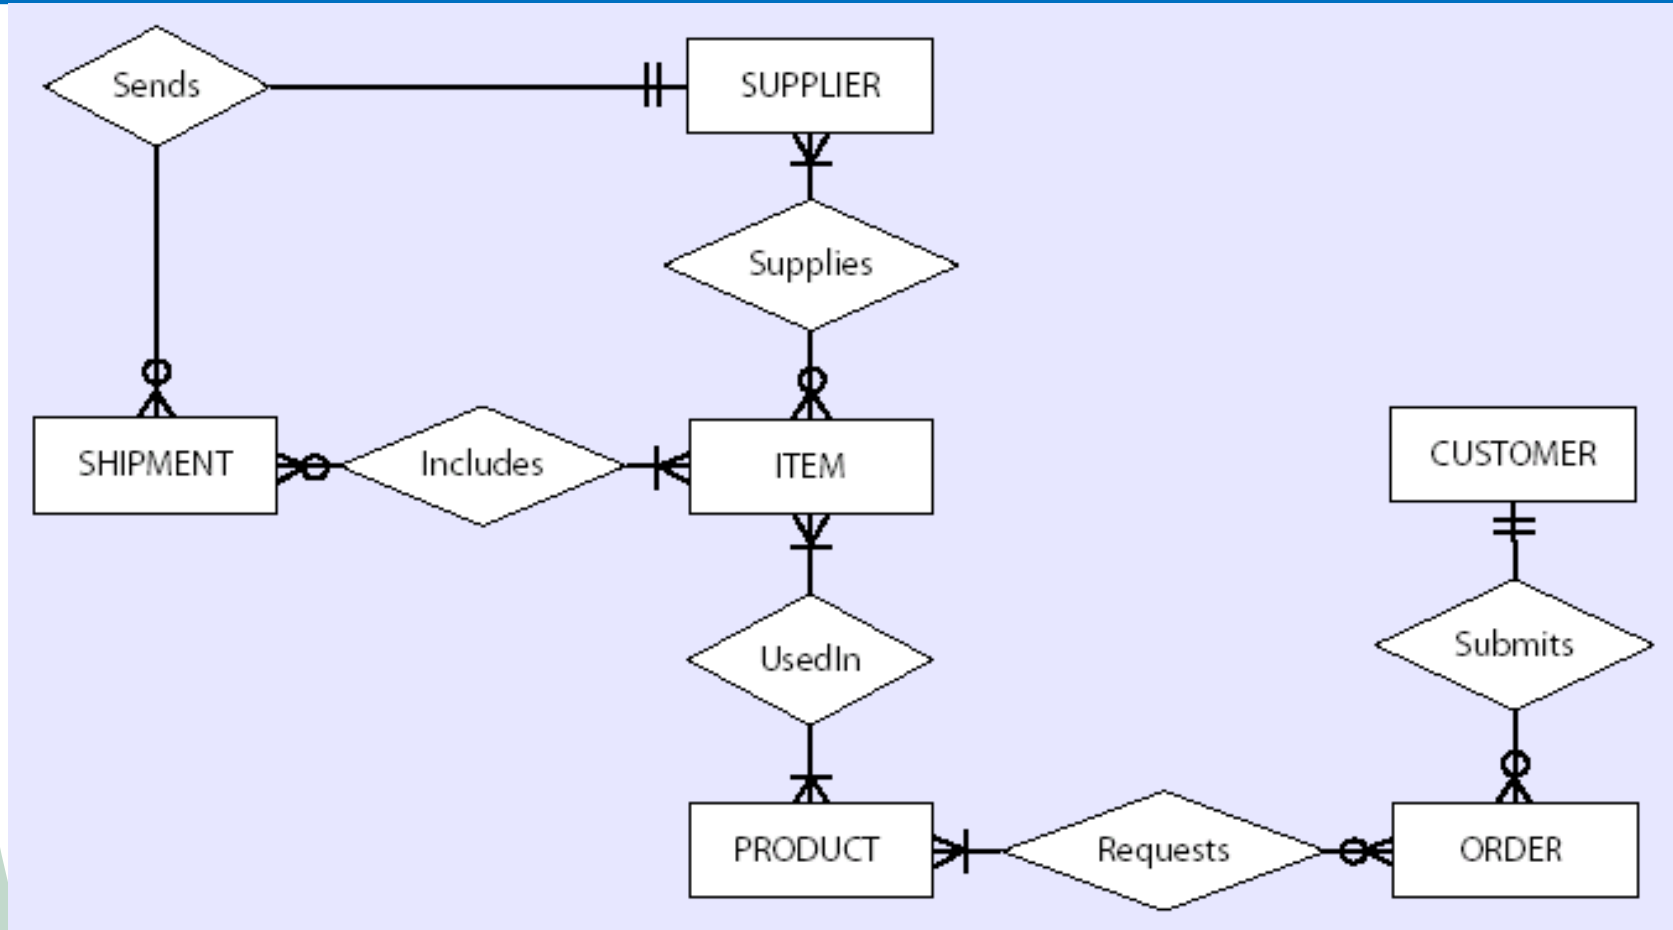 Sends
SUPPLIER
Supplies
SHIPMENT
Includes
ITEM
CUSTOMER
UsedIn
Submits
PRODUCT
Requests
ORDER